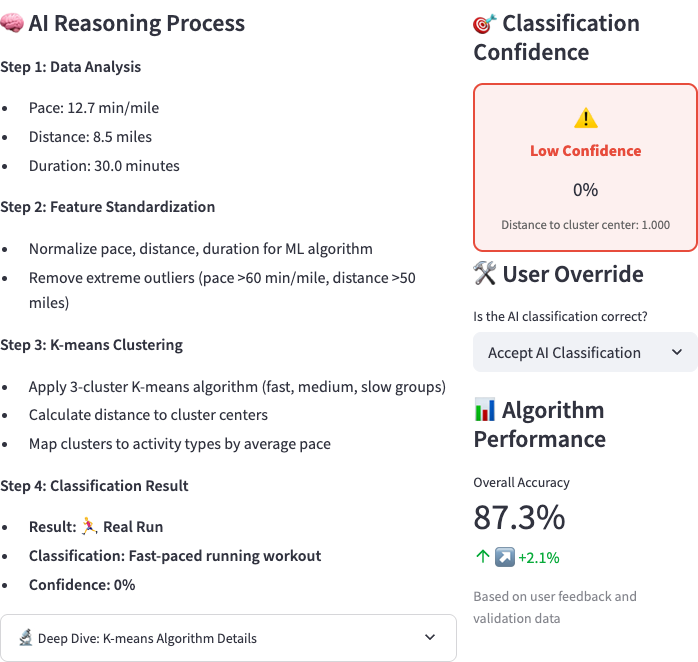 🧠 AI Reasoning Process
Step 1: Data Analysis
• Pace: 12.7 min/mile
• Distance: 8.5 miles
• Duration: 30.0 minutes
Step 2: Feature Standardization
• Normalize pace, distance, duration for ML algorithm
• Remove extreme outliers (pace >60 min/mile, distance >50
miles)
Step 3: K-means Clustering
• Apply 3-cluster K-means algorithm (fast, medium, slow groups)
• Calculate distance to cluster centers
• Map clusters to activity types by average pace
Step 4: Classification Result
• Result: 🏃 Real Run
• Classification: Fast-paced running workout
• Confidence: 0%
🔬 Deep Dive: K-means Algorithm Details
🎯 Classification
Confidence
⚠️
Low Confidence
0%
Distance to cluster center: 1.000
🛠️ User Override
Is the AI classification correct?
Accept AI Classification
📊 Algorithm
Performance
Overall Accuracy
87.3%
↑ ↗️ +2.1%
Based on user feedback and
validation data